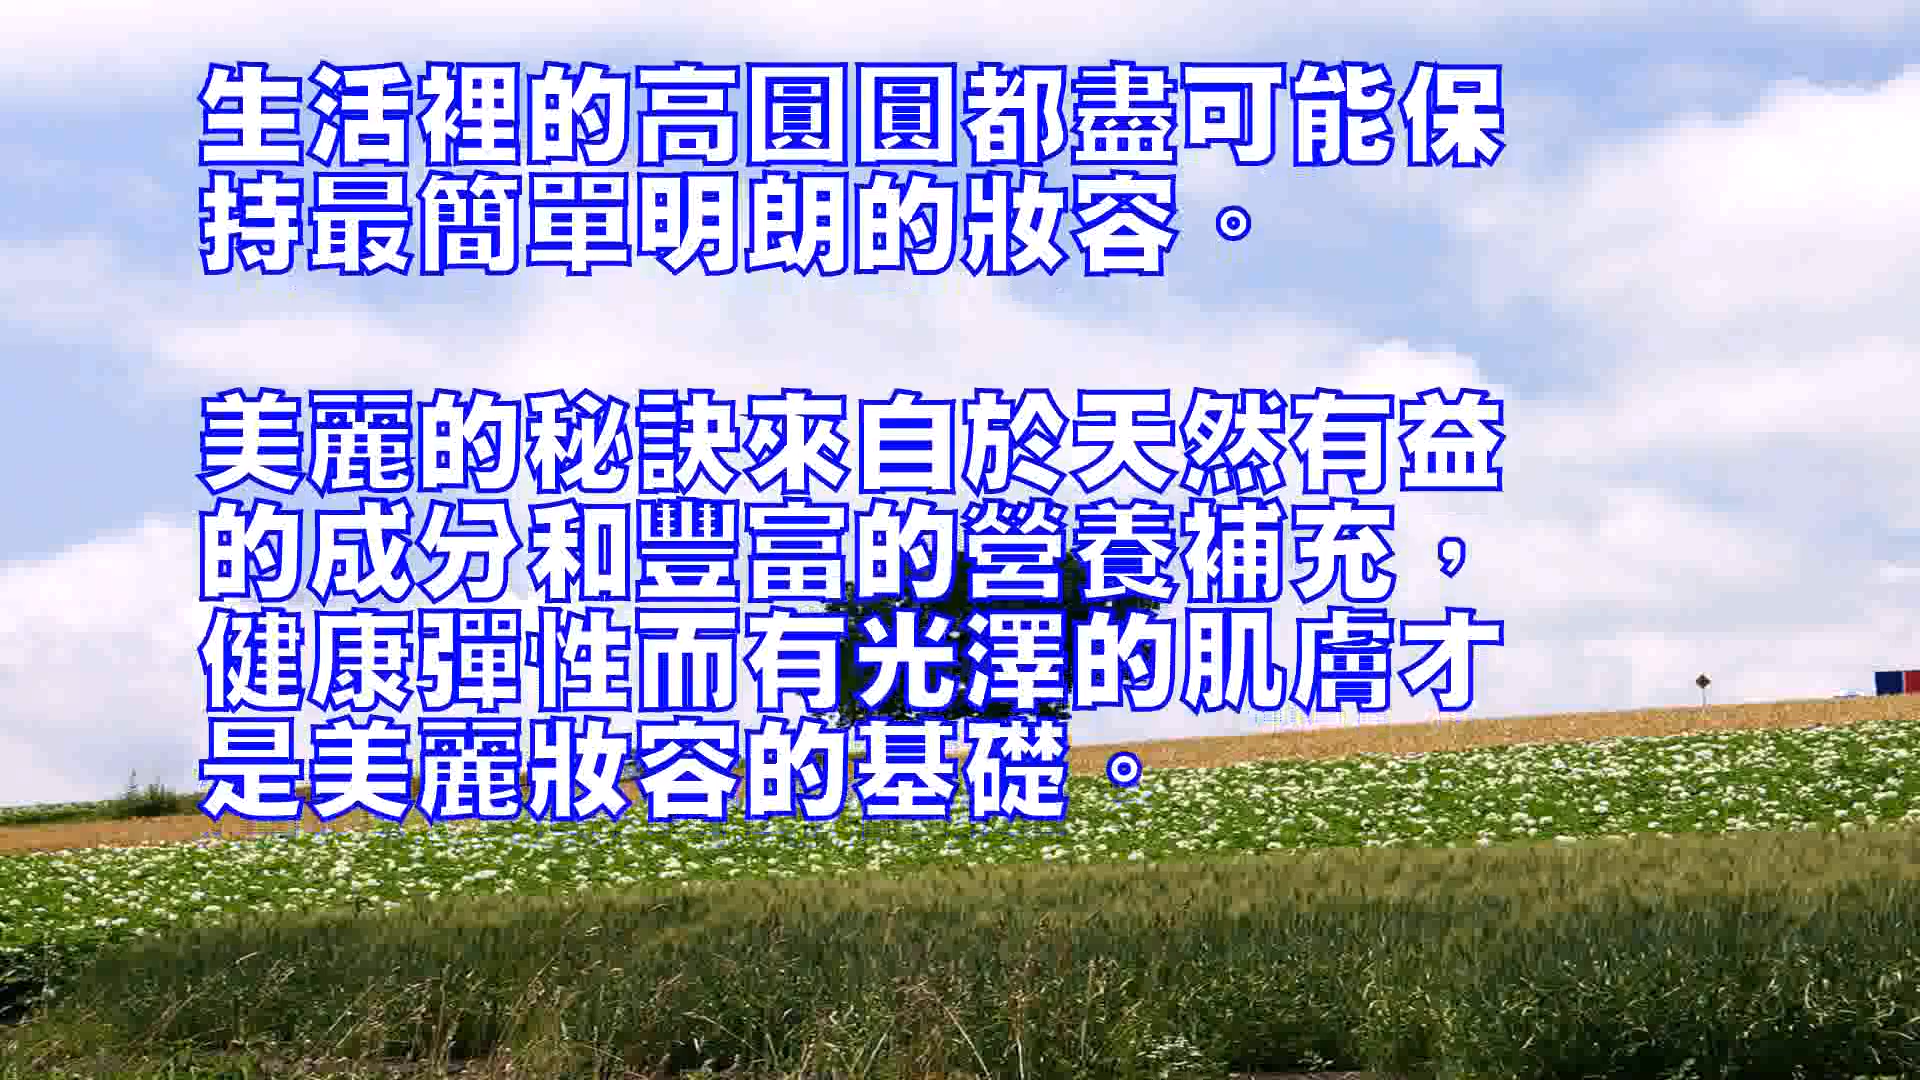 生活裡的高圓圓都盡可能保
持最簡單明朗的妝容。
美麗的秘訣來自於天然有益
的成分和豐富的營養補充，
健康彈性而有光澤的肌膚才
是美麗妝容的基礎。